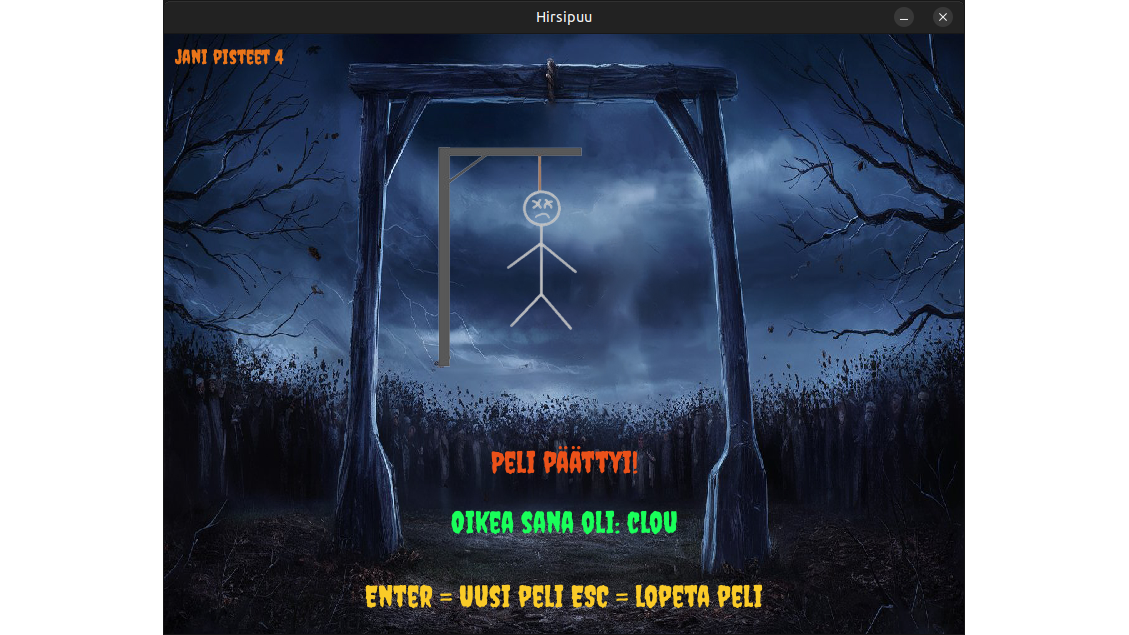 Hirsipuu
JANI PISTEET 4
PELI PÄÄTTYI!
OIKEA SANA OLI: CLOU
ENTER = UUSI PELI ESC = LOPETA PELI